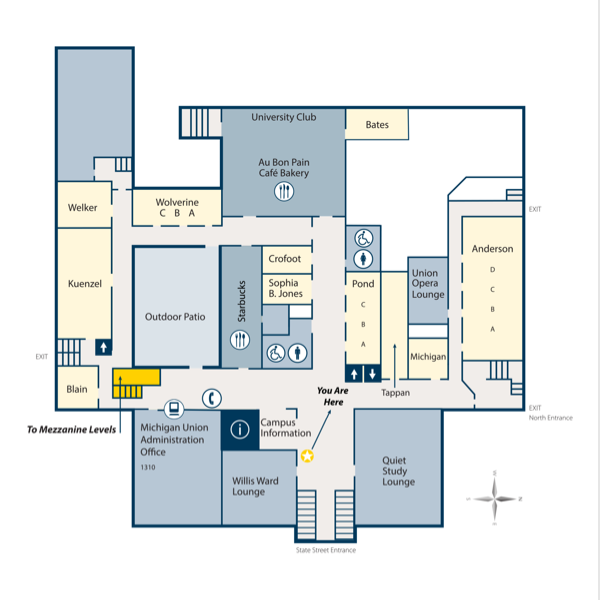 University Club
Bates
Au Bon Pain
Café Bakery
Welker
Wolverine
C B A
EXIT
Anderson
D
C
B
A
Crofoot
Sophia
B. Jones
Starbucks
Pond
C
B
A
Union
Opera
Lounge
Kuenzel
Outdoor Patio
Michigan
EXIT
Blain
Tappan
You Are
Here
EXIT
North Entrance
To Mezzanine Levels
Michigan Union
Administration
Office
1310
i
Campus
Information
Willis Ward
Lounge
Quiet
Study
Lounge
State Street Entrance